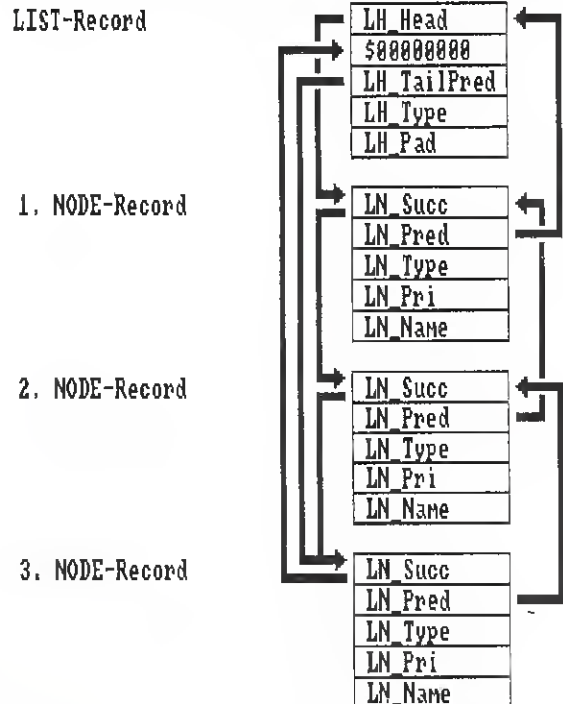 LIST-Record
LH_Head
$00000000
LH_TailPred
LH_Type
LH_Pad
1. NODE-Record
LN_Succ
LN_Pred
LN_Type
LN_Pri
LN_Name
2. NODE-Record
LN_Succ
LN_Pred
LN_Type
LN_Pri
LN_Name
3. NODE-Record
LN_Succ
LN_Pred
LN_Type
LN_Pri
LN_Name